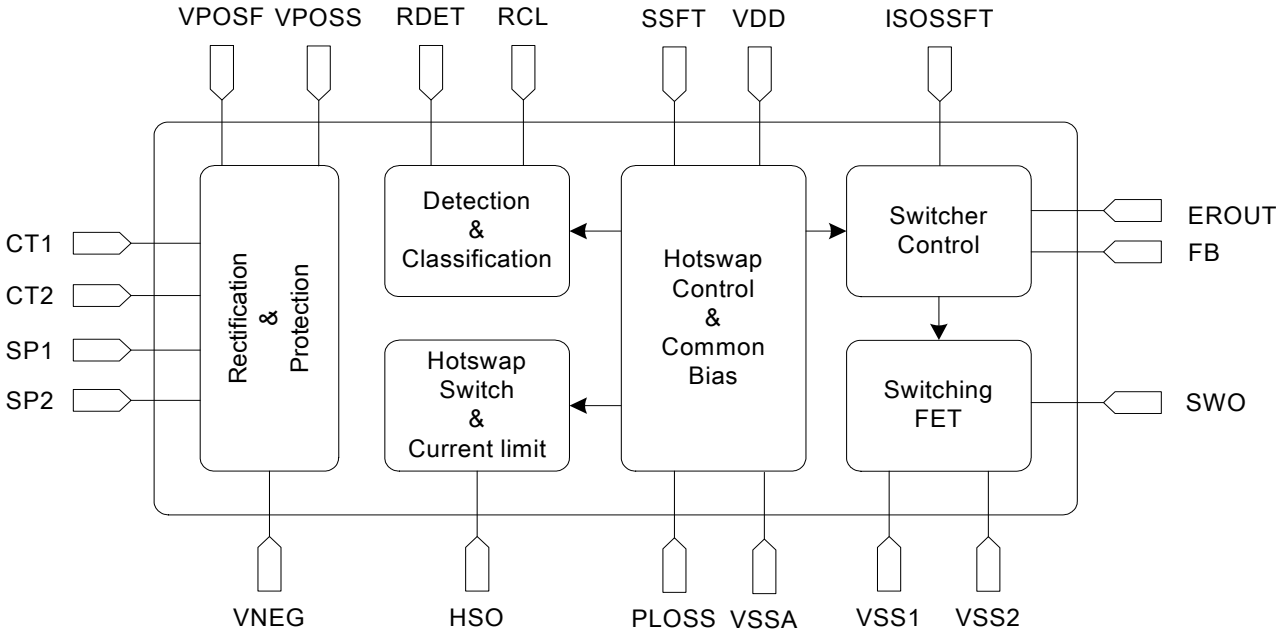 VPOSF
VPOSS
RDET
RCL
SSFT
VDD
ISOSSFT
CT1
CT2
SP1
SP2
Rectification
&
Protection
Detection
&
Classification
Hotswap
Switch
&
Current limit
Hotswap
Control
&
Common
Bias
Switcher
Control
Switching
FET
EROUT
FB
SWO
VNEG
HSO
PLOSS
VSSA
VSS1
VSS2